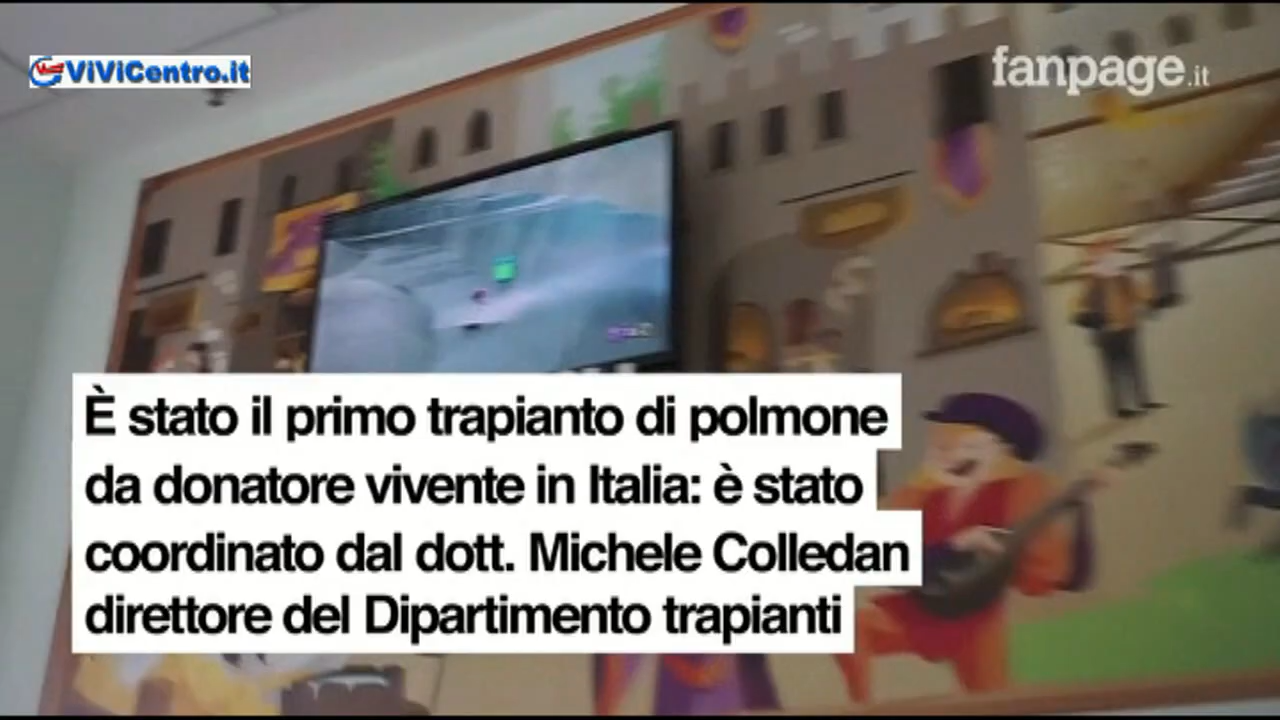 ViViCentro.it
fanpage.it
È stato il primo trapianto di polmone
da donatore vivente in Italia: è stato
coordinato dal dott. Michele Colledan
direttore del Dipartimento trapianti